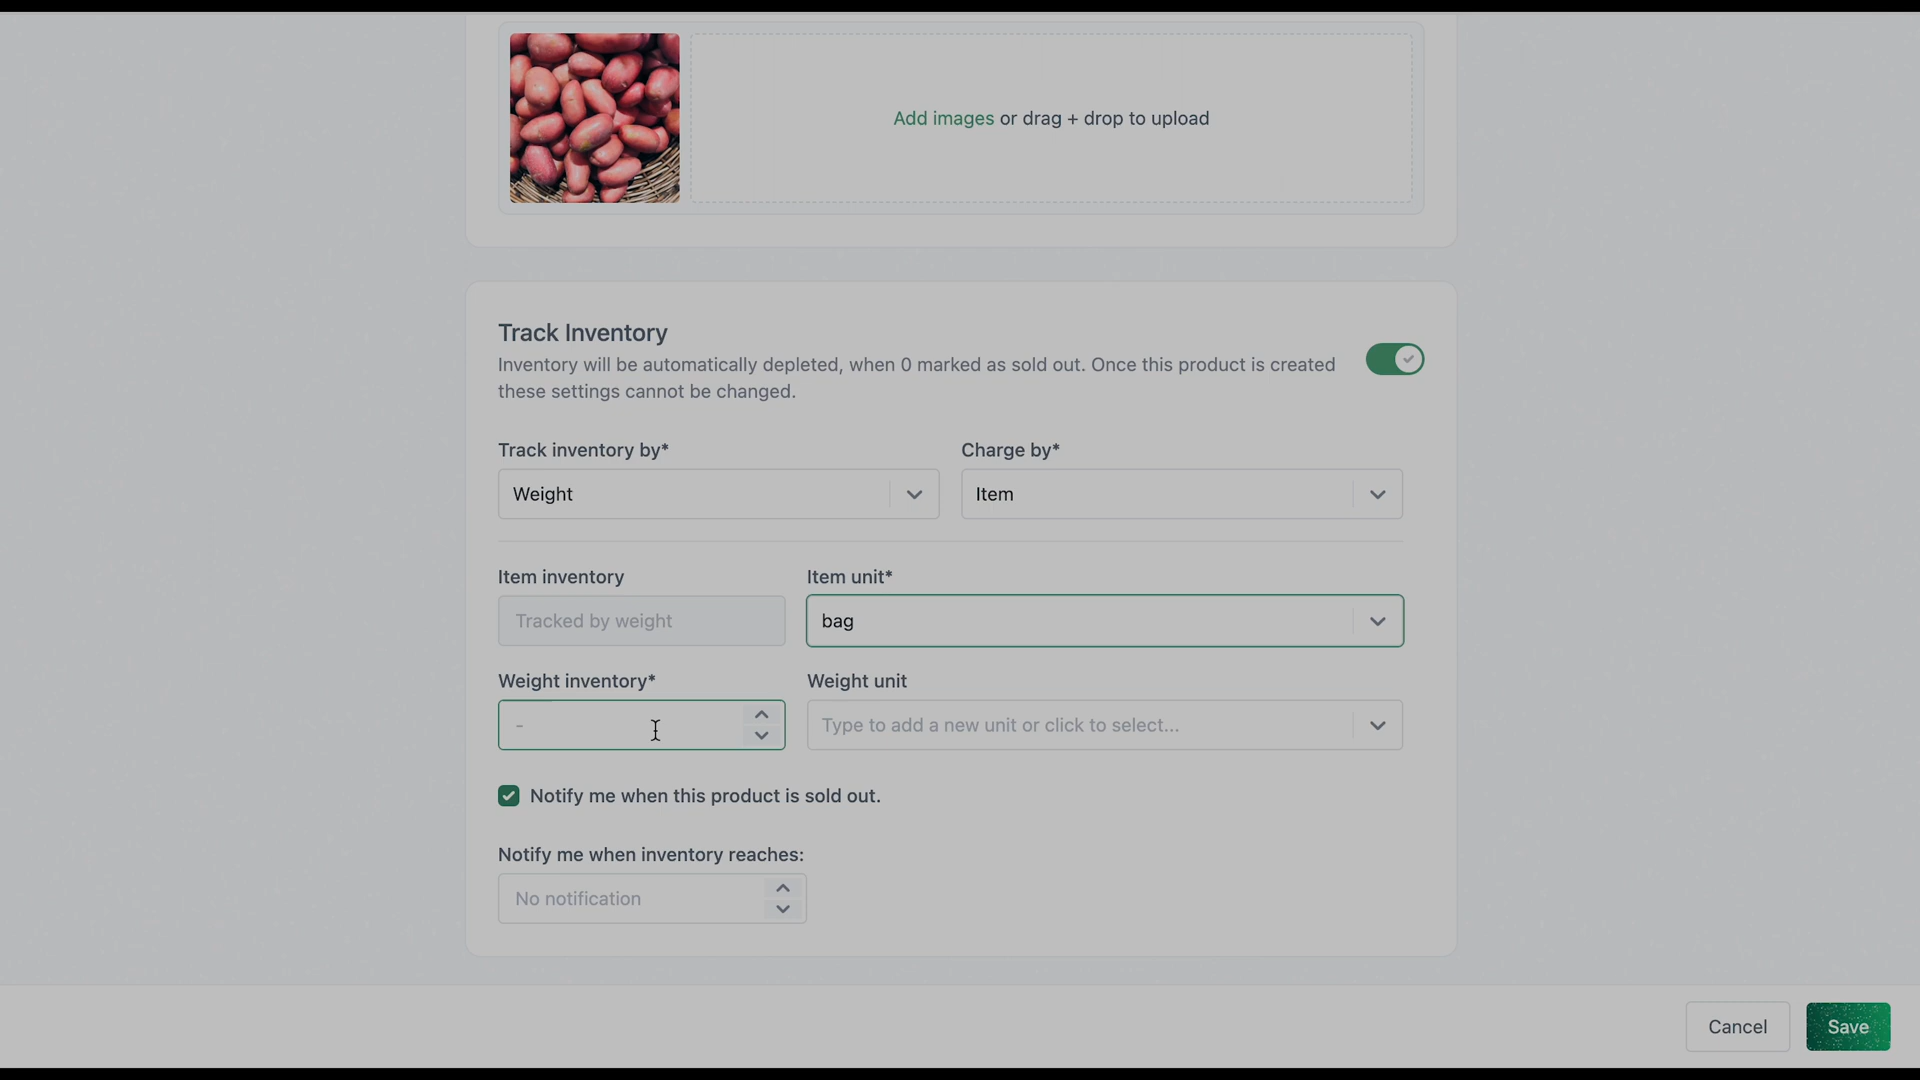 Add images or drag + drop to upload
Track Inventory
Inventory will be automatically depleted, when 0 marked as sold out. Once this product is created
these settings cannot be changed.
Track inventory by*
Charge by*
Weight
Item
Item inventory
Item unit*
Tracked by weight
bag
Weight inventory*
Weight unit
-
Type to add a new unit or click to select...
Notify me when this product is sold out.
Notify me when inventory reaches:
No notification
Cancel
Save